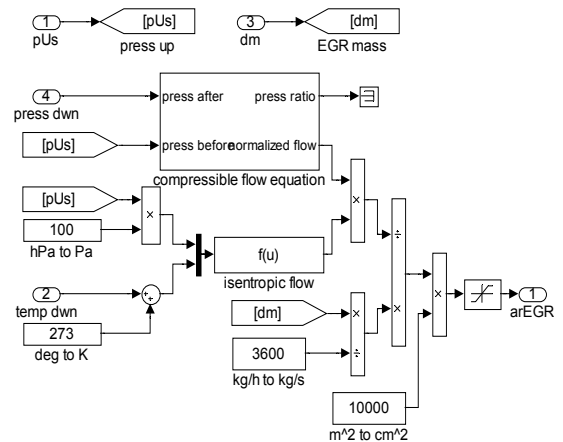 1
[pUs]
3
[dm]
pUs
press up
dm
EGR mass
4
press after
press ratio
press dwn
[pUs]
press before
normalized flow
compressible flow equation
[pUs]
×
×
100
hPa to Pa
÷
f(u)
isentropic flow
2
temp dwn
+
+
273
deg to K
[dm]
×
÷
3600
kg/h to kg/s
×
×
1
arEGR
10000
m^2 to cm^2